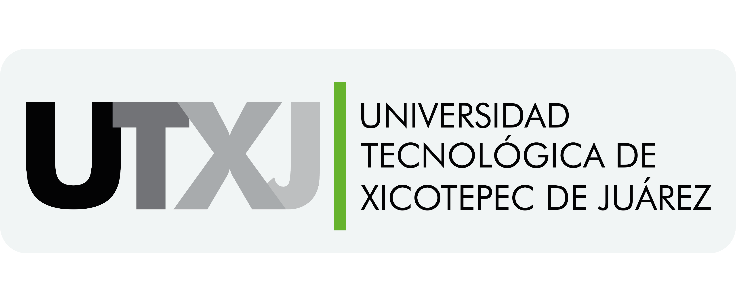 UTXJ
UNIVERSIDAD
TECNOLÓGICA DE
XICOTEPEC DE JUÁREZ